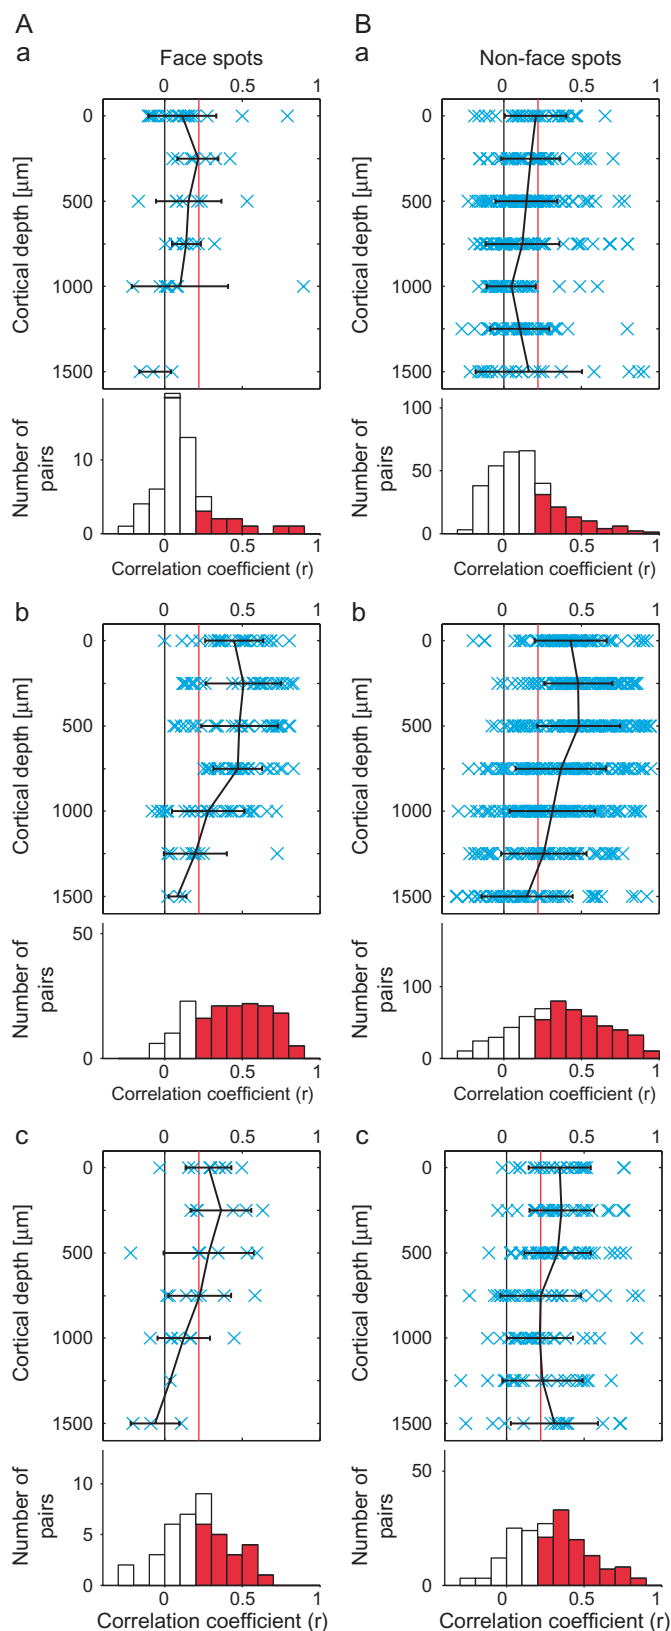 A
B
a
Face spots
a
Non-face spots
0 0.5 1
0 0.5 1
0
500
1000
1500
Cortical depth [µm]
0
500
1000
1500
Cortical depth [µm]
10
0
Number of
pairs
100
50
0
Number of
pairs
0 0.5 1
0 0.5 1
Correlation coefficient (r)
Correlation coefficient (r)
b
b
0 0.5 1
0 0.5 1
0
500
1000
1500
Cortical depth [µm]
0
500
1000
1500
Cortical depth [µm]
50
0
Number of
pairs
100
0
Number of
pairs
0 0.5 1
0 0.5 1
Correlation coefficient (r)
Correlation coefficient (r)
c
c
0 0.5 1
0 0.5 1
0
500
1000
1500
Cortical depth [µm]
0
500
1000
1500
Cortical depth [µm]
10
5
0
Number of
pairs
50
0
Number of
pairs
0 0.5 1
0 0.5 1
Correlation coefficient (r)
Correlation coefficient (r)